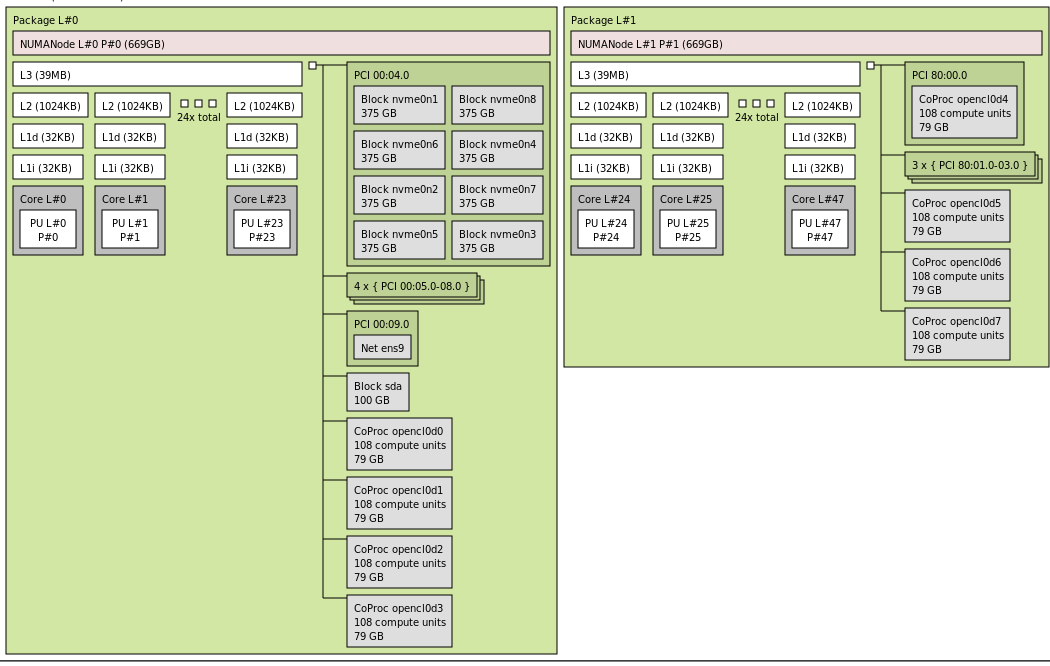 Package L#0
NUMANode L#0 P#0 (669GB)
L3 (39MB)
L2 (1024KB)
L2 (1024KB)
24x total
L2 (1024KB)
L1d (32KB)
L1d (32KB)
L1d (32KB)
L1i (32KB)
L1i (32KB)
L1i (32KB)
Core L#0
PU L#0
P#0
Core L#1
PU L#1
P#1
Core L#23
PU L#23
P#23
PCI 00:04.0
Block nvme0n1
375 GB
Block nvme0n8
375 GB
Block nvme0n6
375 GB
Block nvme0n4
375 GB
Block nvme0n2
375 GB
Block nvme0n7
375 GB
Block nvme0n5
375 GB
Block nvme0n3
375 GB
4 x { PCI 00:05.0-08.0 }
PCI 00:09.0
Net ens9
Block sda
100 GB
CoProc opencl0d0
108 compute units
79 GB
CoProc opencl0d1
108 compute units
79 GB
CoProc opencl0d2
108 compute units
79 GB
CoProc opencl0d3
108 compute units
79 GB
Package L#1
NUMANode L#1 P#1 (669GB)
L3 (39MB)
L2 (1024KB)
L2 (1024KB)
24x total
L2 (1024KB)
L1d (32KB)
L1d (32KB)
L1d (32KB)
L1i (32KB)
L1i (32KB)
L1i (32KB)
Core L#24
PU L#24
P#24
Core L#25
PU L#25
P#25
Core L#47
PU L#47
P#47
PCI 80:00.0
CoProc opencl0d4
108 compute units
79 GB
3 x { PCI 80:01.0-03.0 }
CoProc opencl0d5
108 compute units
79 GB
CoProc opencl0d6
108 compute units
79 GB
CoProc opencl0d7
108 compute units
79 GB